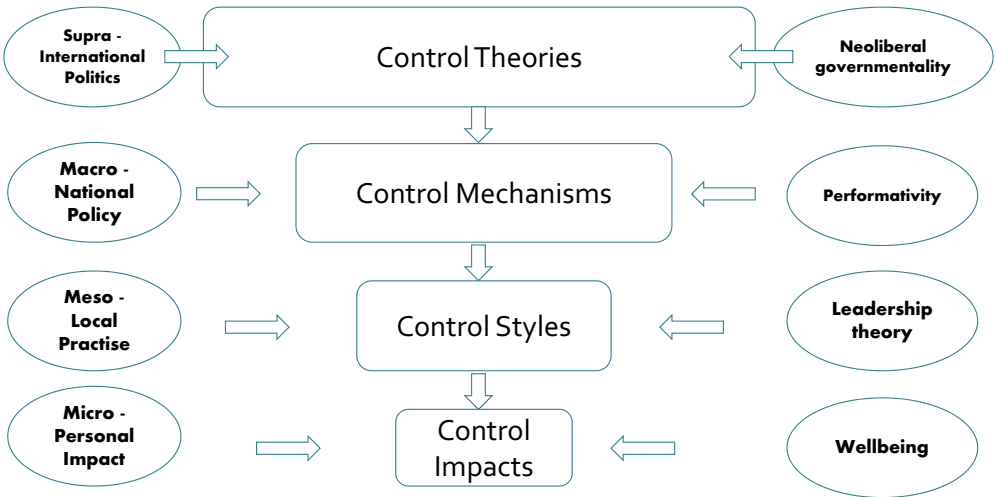 Supra -
International
Politics
Control Theories
Neoliberal
governmentality
Macro -
National
Policy
Control Mechanisms
Performativity
Meso -
Local
Practise
Control Styles
Leadership
theory
Micro -
Personal
Impact
Control
Impacts
Wellbeing